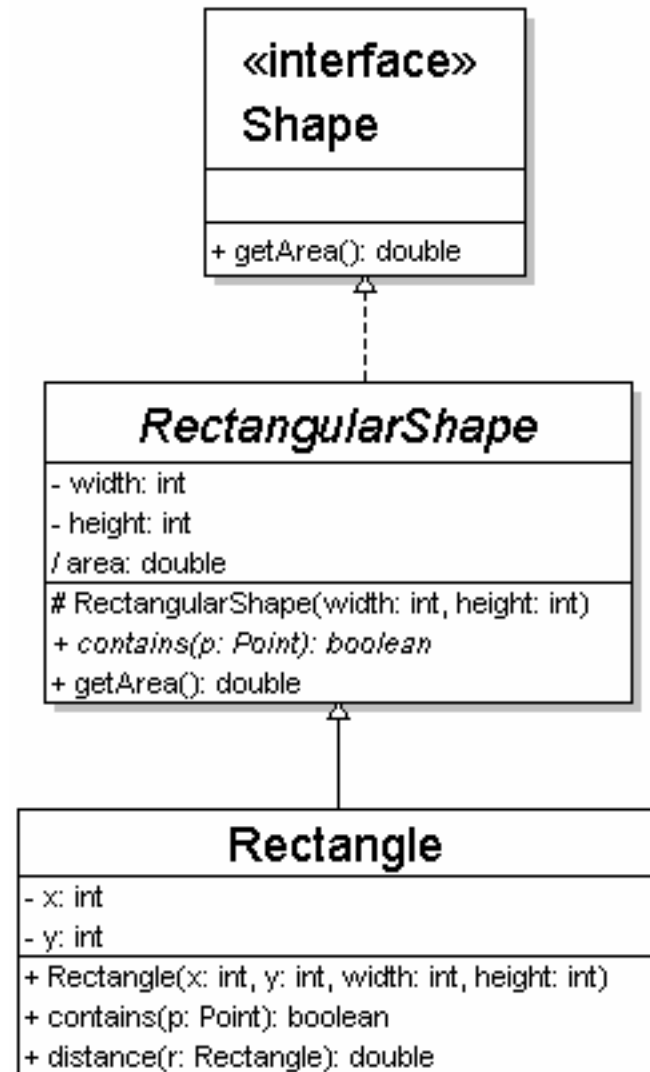 «interface»
Shape
+ getArea(): double
RectangularShape
- width: int
- height: int
/ area: double
# RectangularShape(width: int, height: int)
+ contains(p: Point): boolean
+ getArea(): double
Rectangle
- x: int
- y: int
+ Rectangle(x: int, y: int, width: int, height: int)
+ contains(p: Point): boolean
+ distance(r: Rectangle): double